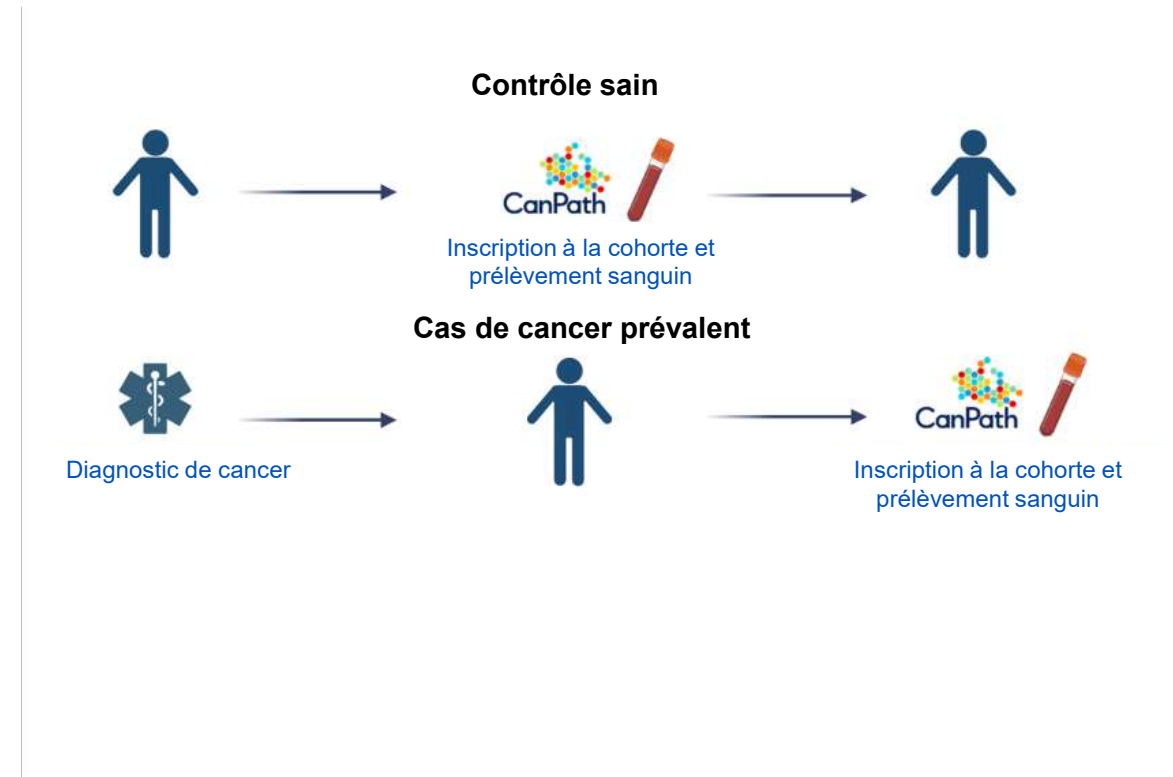 Contrôle sain
CanPath
Inscription à la cohorte et
prélèvement sanguin
Cas de cancer prévalent
CanPath
Diagnostic de cancer
Inscription à la cohorte et
prélèvement sanguin